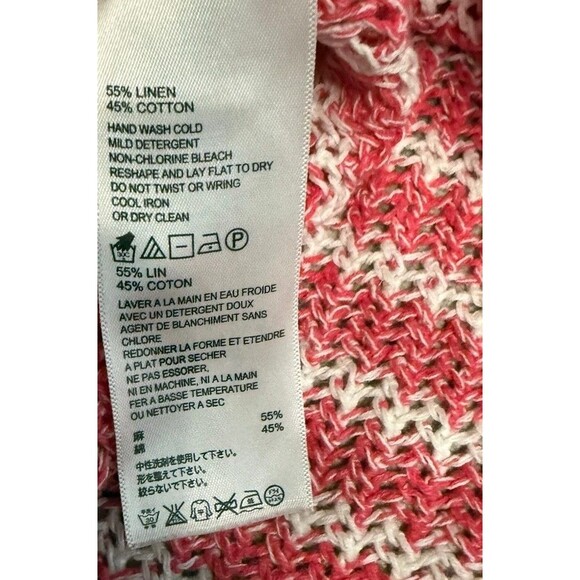 55% LINEN
45% COTTON
HAND WASH COLD
MILD DETERGENT
NON-CHLORINE BLEACH
RESHAPE AND LAY FLAT TO DRY
DO NOT TWIST OR WRING
COOL IRON
OR DRY CLEAN
P
55% LIN
45% COTON
LAVER A LA MAIN EN EAU FROIDE
AVEC UN DETERGENT DOUX
AGENT DE BLANCHIMENT SANS
CHLORE
REDONNER LA FORME ET ETENDRE
A PLAT POUR SECHER
NE PAS ESSORER,
NI EN MACHINE, NI A LA MAIN
FER A BASSE TEMPERATURE
OU NETTOYER A SEC
麻 55%
綿 45%
中性洗剤を使用して下さい。
形を整えて下さい。
絞らないで下さい。